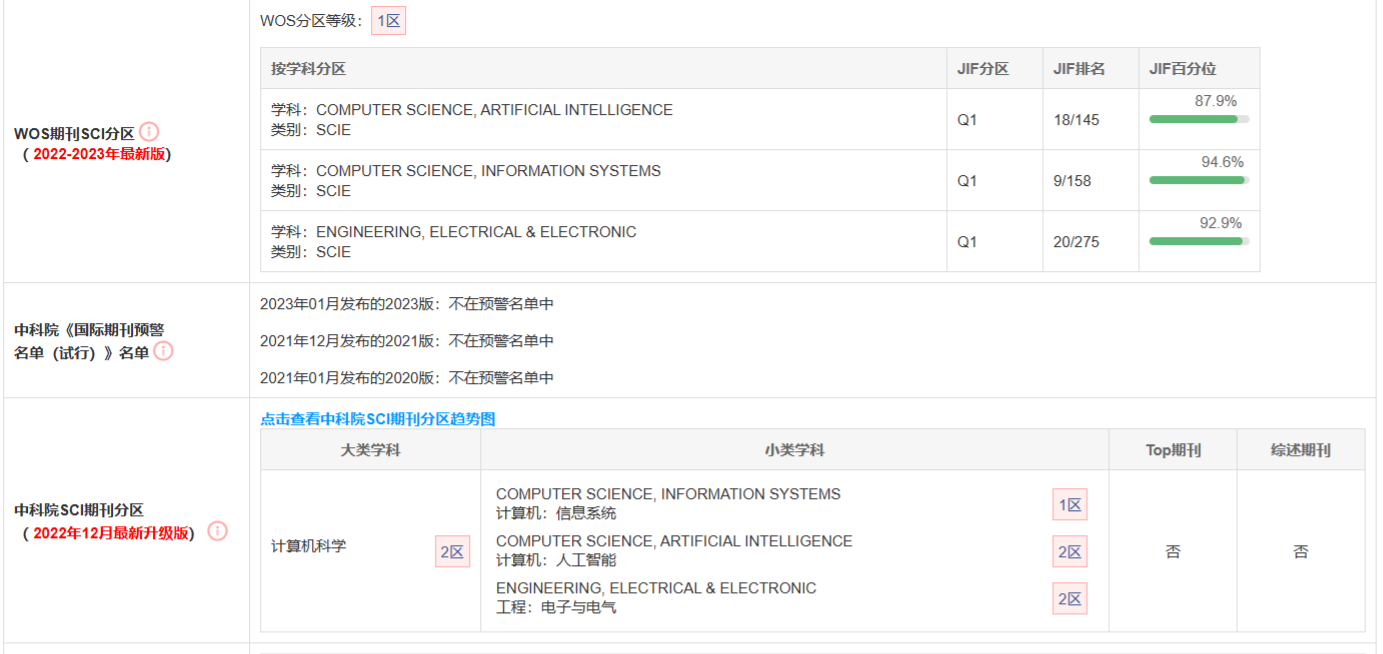 WOS分区等级： 1区
WOS期刊SCI分区
（ 2022-2023年最新版)
按学科分区 JIF分区 JIF排名 JIF百分位
学科：COMPUTER SCIENCE, ARTIFICIAL INTELLIGENCE
类别：SCIE
Q1 18/145 87.9%
学科：COMPUTER SCIENCE, INFORMATION SYSTEMS
类别：SCIE
Q1 9/158 94.6%
学科：ENGINEERING, ELECTRICAL & ELECTRONIC
类别：SCIE
Q1 20/275 92.9%
中科院《国际期刊预警
名单（试行）》名单
2023年01月发布的2023版：不在预警名单中
2021年12月发布的2021版：不在预警名单中
2021年01月发布的2020版：不在预警名单中
中科院SCI期刊分区
（ 2022年12月最新升级版)
点击查看中科院SCI期刊分区趋势图
大类学科 小类学科 Top期刊 综述期刊
计算机科学 2区
COMPUTER SCIENCE, INFORMATION SYSTEMS
计算机：信息系统
1区
COMPUTER SCIENCE, ARTIFICIAL INTELLIGENCE
计算机：人工智能
2区
ENGINEERING, ELECTRICAL & ELECTRONIC
工程：电子与电气
2区
否 否